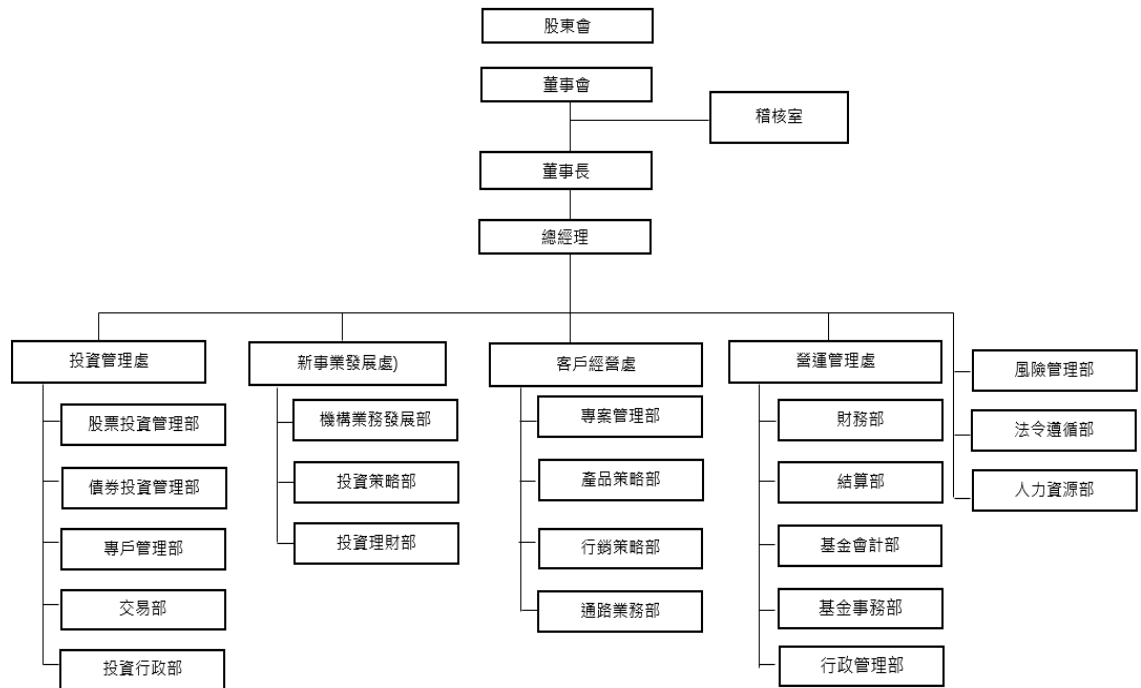 股東會
董事會
稽核室
董事長
總經理
投資管理處
股票投資管理部
債券投資管理部
專戶管理部
交易部
投資行政部
新事業發展處)
機構業務發展部
投資策略部
投資理財部
客戶經營處
專案管理部
產品策略部
行銷策略部
通路業務部
營運管理處
財務部
結算部
基金會計部
基金事務部
行政管理部
風險管理部
法令遵循部
人力資源部